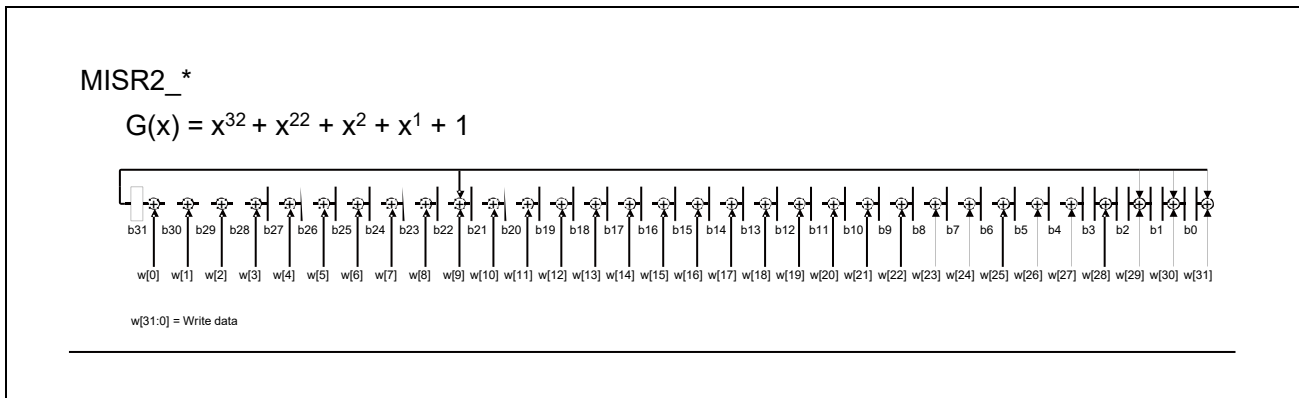 MISR2_*
G(x) = x³² + x²² + x² + x¹ + 1
b31 b30 b29 b28 b27 b26 b25 b24 b23 b22 b21 b20 b19 b18 b17 b16 b15 b14 b13 b12 b11 b10 b9 b8 b7 b6 b5 b4 b3 b2 b1 b0
w[0] w[1] w[2] w[3] w[4] w[5] w[6] w[7] w[8] w[9] w[10] w[11] w[12] w[13] w[14] w[15] w[16] w[17] w[18] w[19] w[20] w[21] w[22] w[23] w[24] w[25] w[26] w[27] w[28] w[29] w[30] w[31]
w[31:0] = Write data